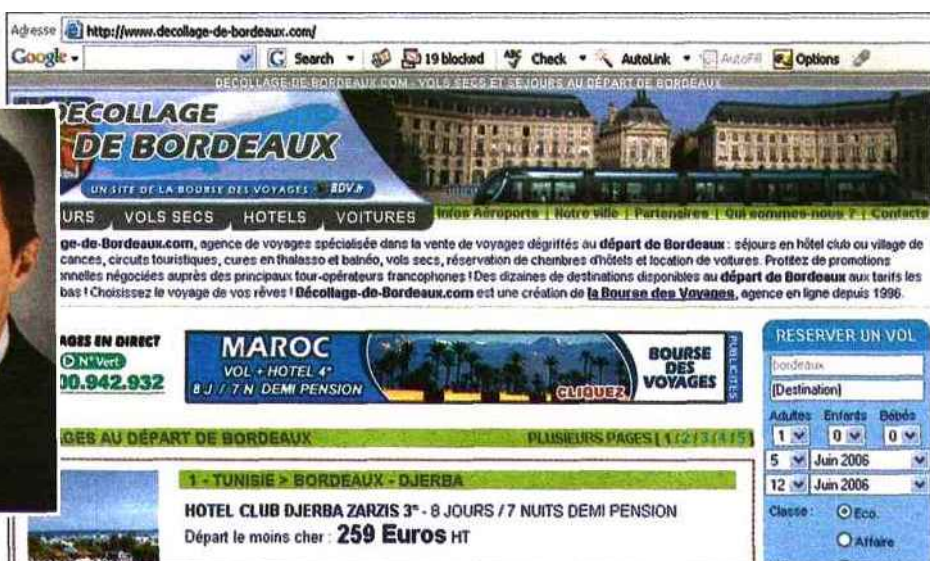 Adresse http://www.decollage-de-bordeaux.com/
Google Search 19 blocked ABC Check AutoLink AutoFill Options
DECOLLAGE-DE-BORDEAUX.COM - VOLS SECS ET SEJOURS AU DÉPART DE BORDEAUX
DECOLLAGE
DE BORDEAUX
UN SITE DE LA BOURSE DES VOYAGES BDV.fr
URS VOLS SECS HOTELS VOITURES
Infos Aéroports | Notre ville | Partenaires | Qui sommes-nous ? | Contacts
ge-de-Bordeaux.com, agence de voyages spécialisée dans la vente de voyages dégriffés au départ de Bordeaux : séjours en hôtel club ou village de
cances, circuits touristiques, cures en thalasso et balnéo, vols secs, réservation de chambres d'hôtels et location de voitures. Profitez de promotions
nnelles négociées auprès des principaux tour-opérateurs francophones ! Des dizaines de destinations disponibles au départ de Bordeaux aux tarifs les
bas ! Choisissez le voyage de vos rêves ! Décollage-de-Bordeaux.com est une création de la Bourse des Voyages, agence en ligne depuis 1996.
AGES EN DIRECT
N° Vert
00.942.932
MAROC
VOL + HOTEL 4*
8 J / 7 N DEMI PENSION
CLIQUEZ
BOURSE
DES
VOYAGES
PUBLICITES
GES AU DÉPART DE BORDEAUX PLUSIEURS PAGES [ 1 / 2 / 3 / 4 / 5 ]
1 - TUNISIE > BORDEAUX - DJERBA
HOTEL CLUB DJERBA ZARZIS 3* - 8 JOURS / 7 NUITS DEMI PENSION
Départ le moins cher : 259 Euros HT
RESERVER UN VOL
bordeaux
(Destination)
Adultes Enfants Bébés
1 0 0
5 Juin 2006
12 Juin 2006
Classe : Eco.
Affaire